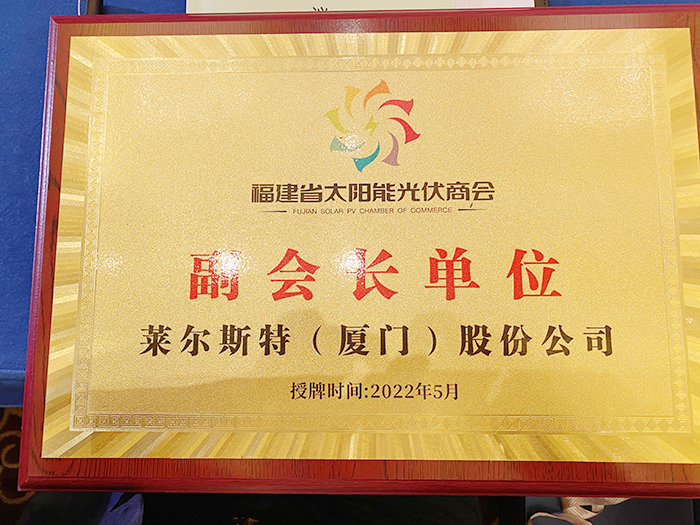 福建省太阳能光伏商会
FUJIAN SOLAR PV CHAMBER OF COMMERCE
副会长单位
莱尔斯特（厦门）股份公司
授牌时间:2022年5月